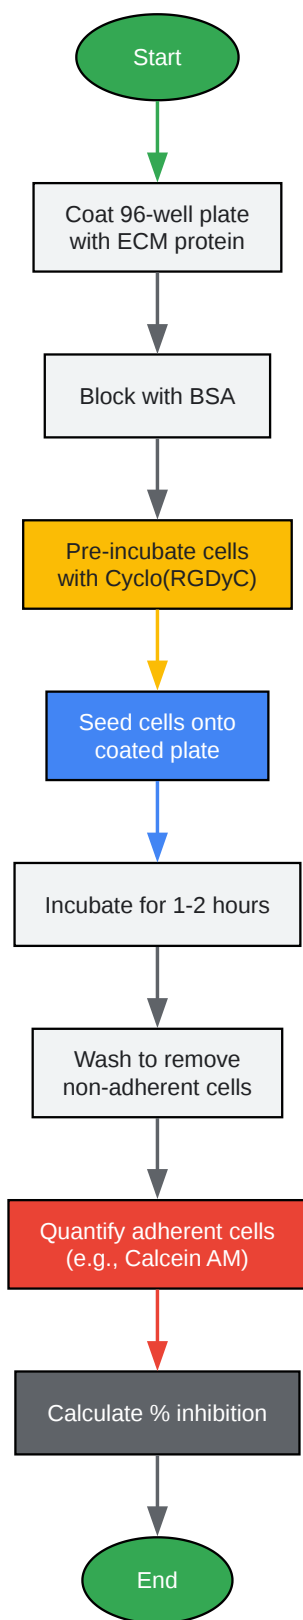 Start
Coat 96-well plate
with ECM protein
Block with BSA
Pre-incubate cells
with Cyclo(RGDyC)
Seed cells onto
coated plate
Incubate for 1-2 hours
Wash to remove
non-adherent cells
Quantify adherent cells
(e.g., Calcein AM)
Calculate % inhibition
End